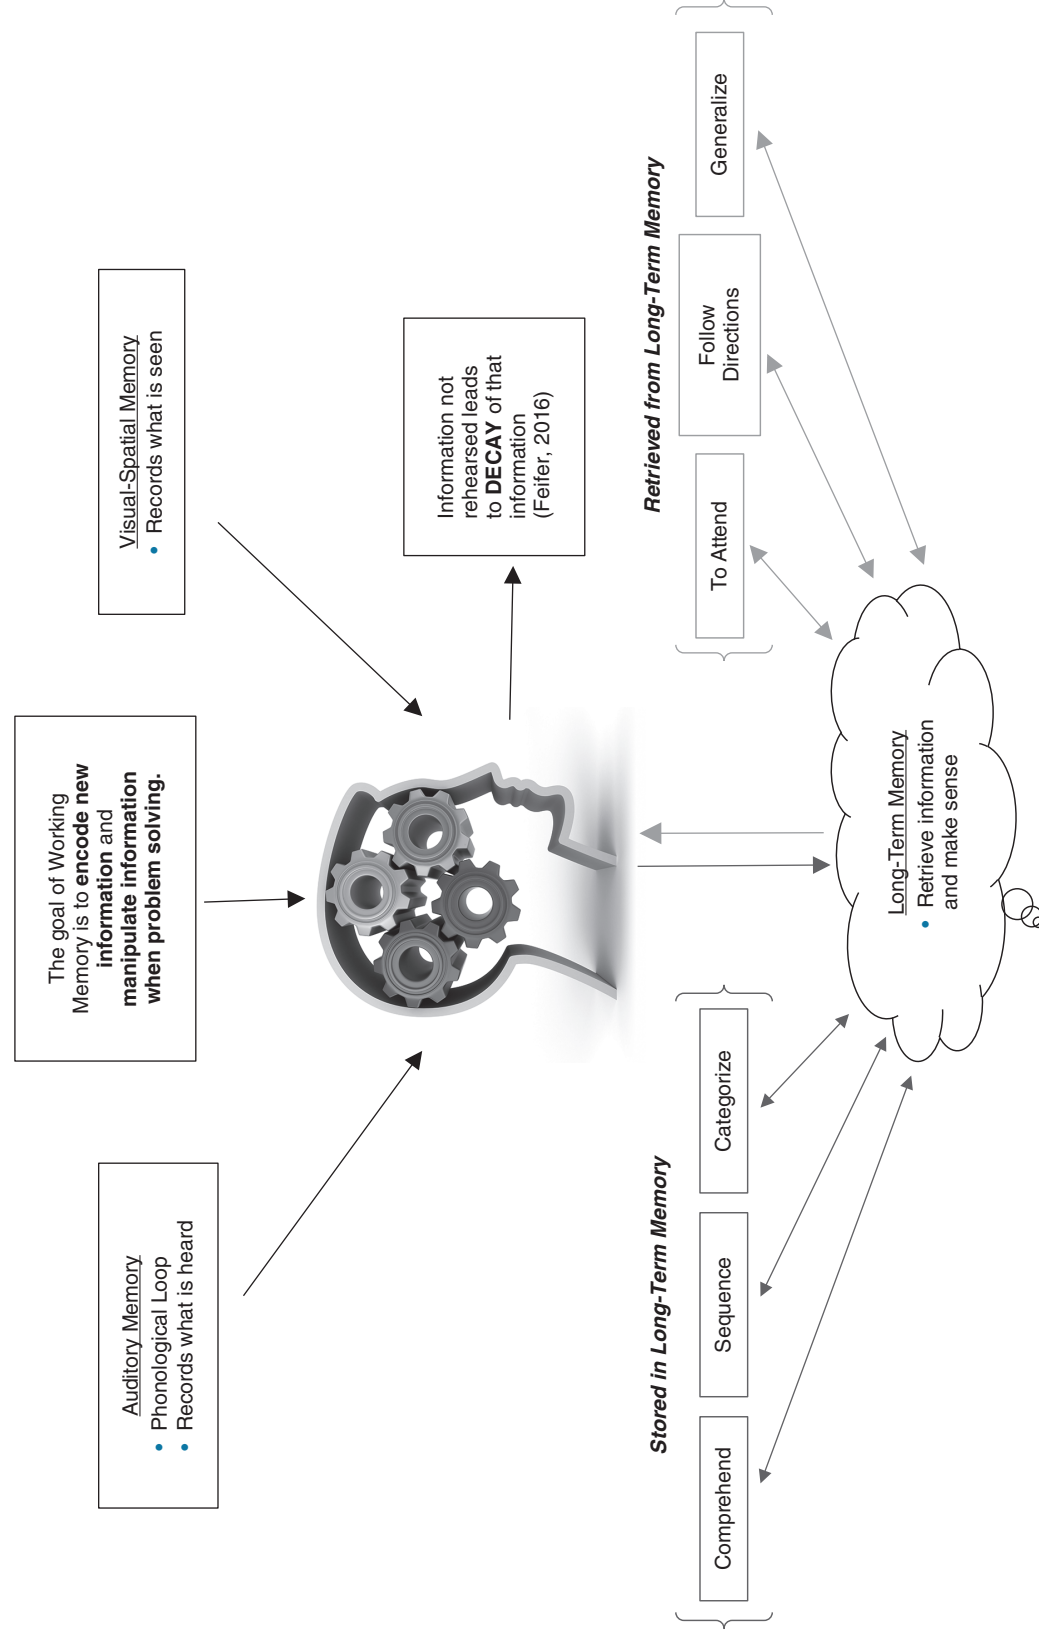 The goal of Working
Memory is to encode new
information and
manipulate information
when problem solving.
Auditory Memory
• Phonological Loop
• Records what is heard
Visual-Spatial Memory
• Records what is seen
Information not
rehearsed leads
to DECAY of that
information
(Feifer, 2016)
Stored in Long-Term Memory
Comprehend
Sequence
Categorize
Retrieved from Long-Term Memory
To Attend
Follow
Directions
Generalize
Long-Term Memory
• Retrieve information
and make sense